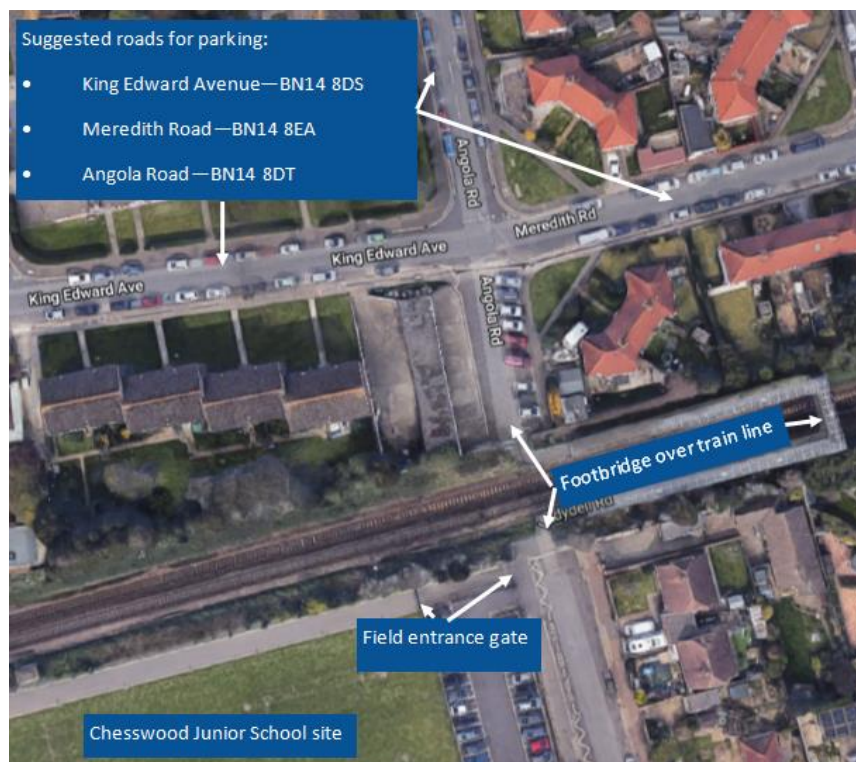 Suggested roads for parking:
• King Edward Avenue—BN14 8DS
• Meredith Road—BN14 8EA
• Angola Road—BN14 8DT
Angola Rd
Meredith Rd
King Edward Ave
King Edward Ave
Angola Rd
Footbridge over train line
Rd
Field entrance gate
Chesswood Junior School site